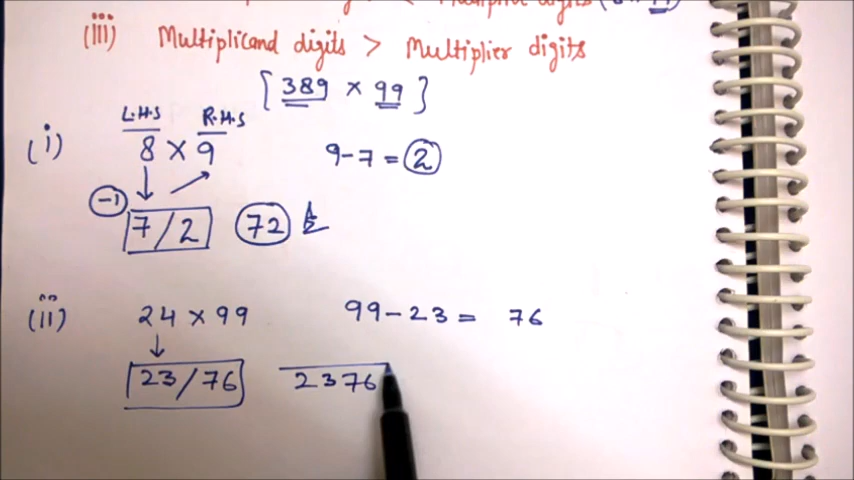 (iii) Multiplicand digits > Multiplier digits
[ 389 × 99 ]
L.H.S R.H.S
(i) 8 × 9 9-7 = 2
-1
7/2 72
(ii) 24 × 99 99-23 = 76
23/76 2376